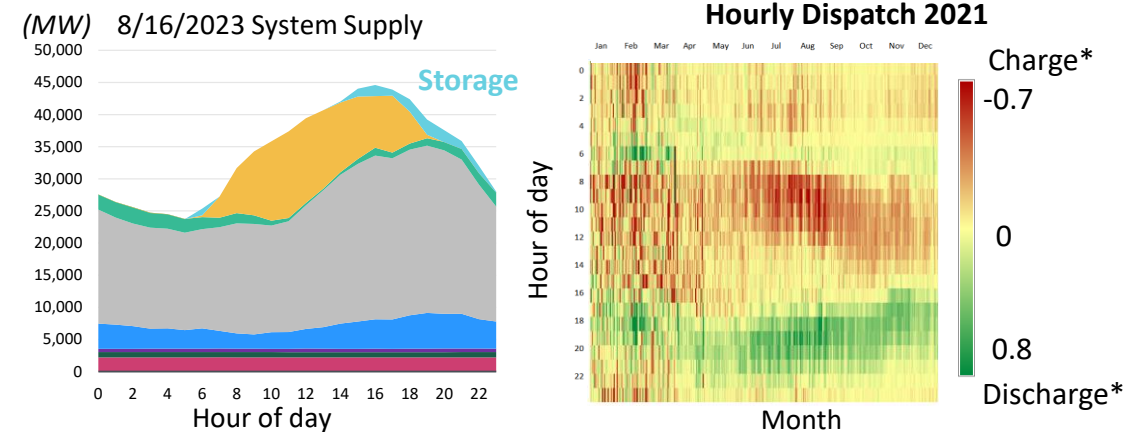 (MW) 8/16/2023 System Supply
50,000
45,000
40,000
35,000
30,000
25,000
20,000
15,000
10,000
5,000
0
Storage
0 2 4 6 8 10 12 14 16 18 20 22
Hour of day
Hourly Dispatch 2021
Jan Feb Mar Apr May Jun Jul Aug Sep Oct Nov Dec
Hour of day
0
2
4
6
8
10
12
14
16
18
20
22
Month
Charge*
-0.7
0
0.8
Discharge*